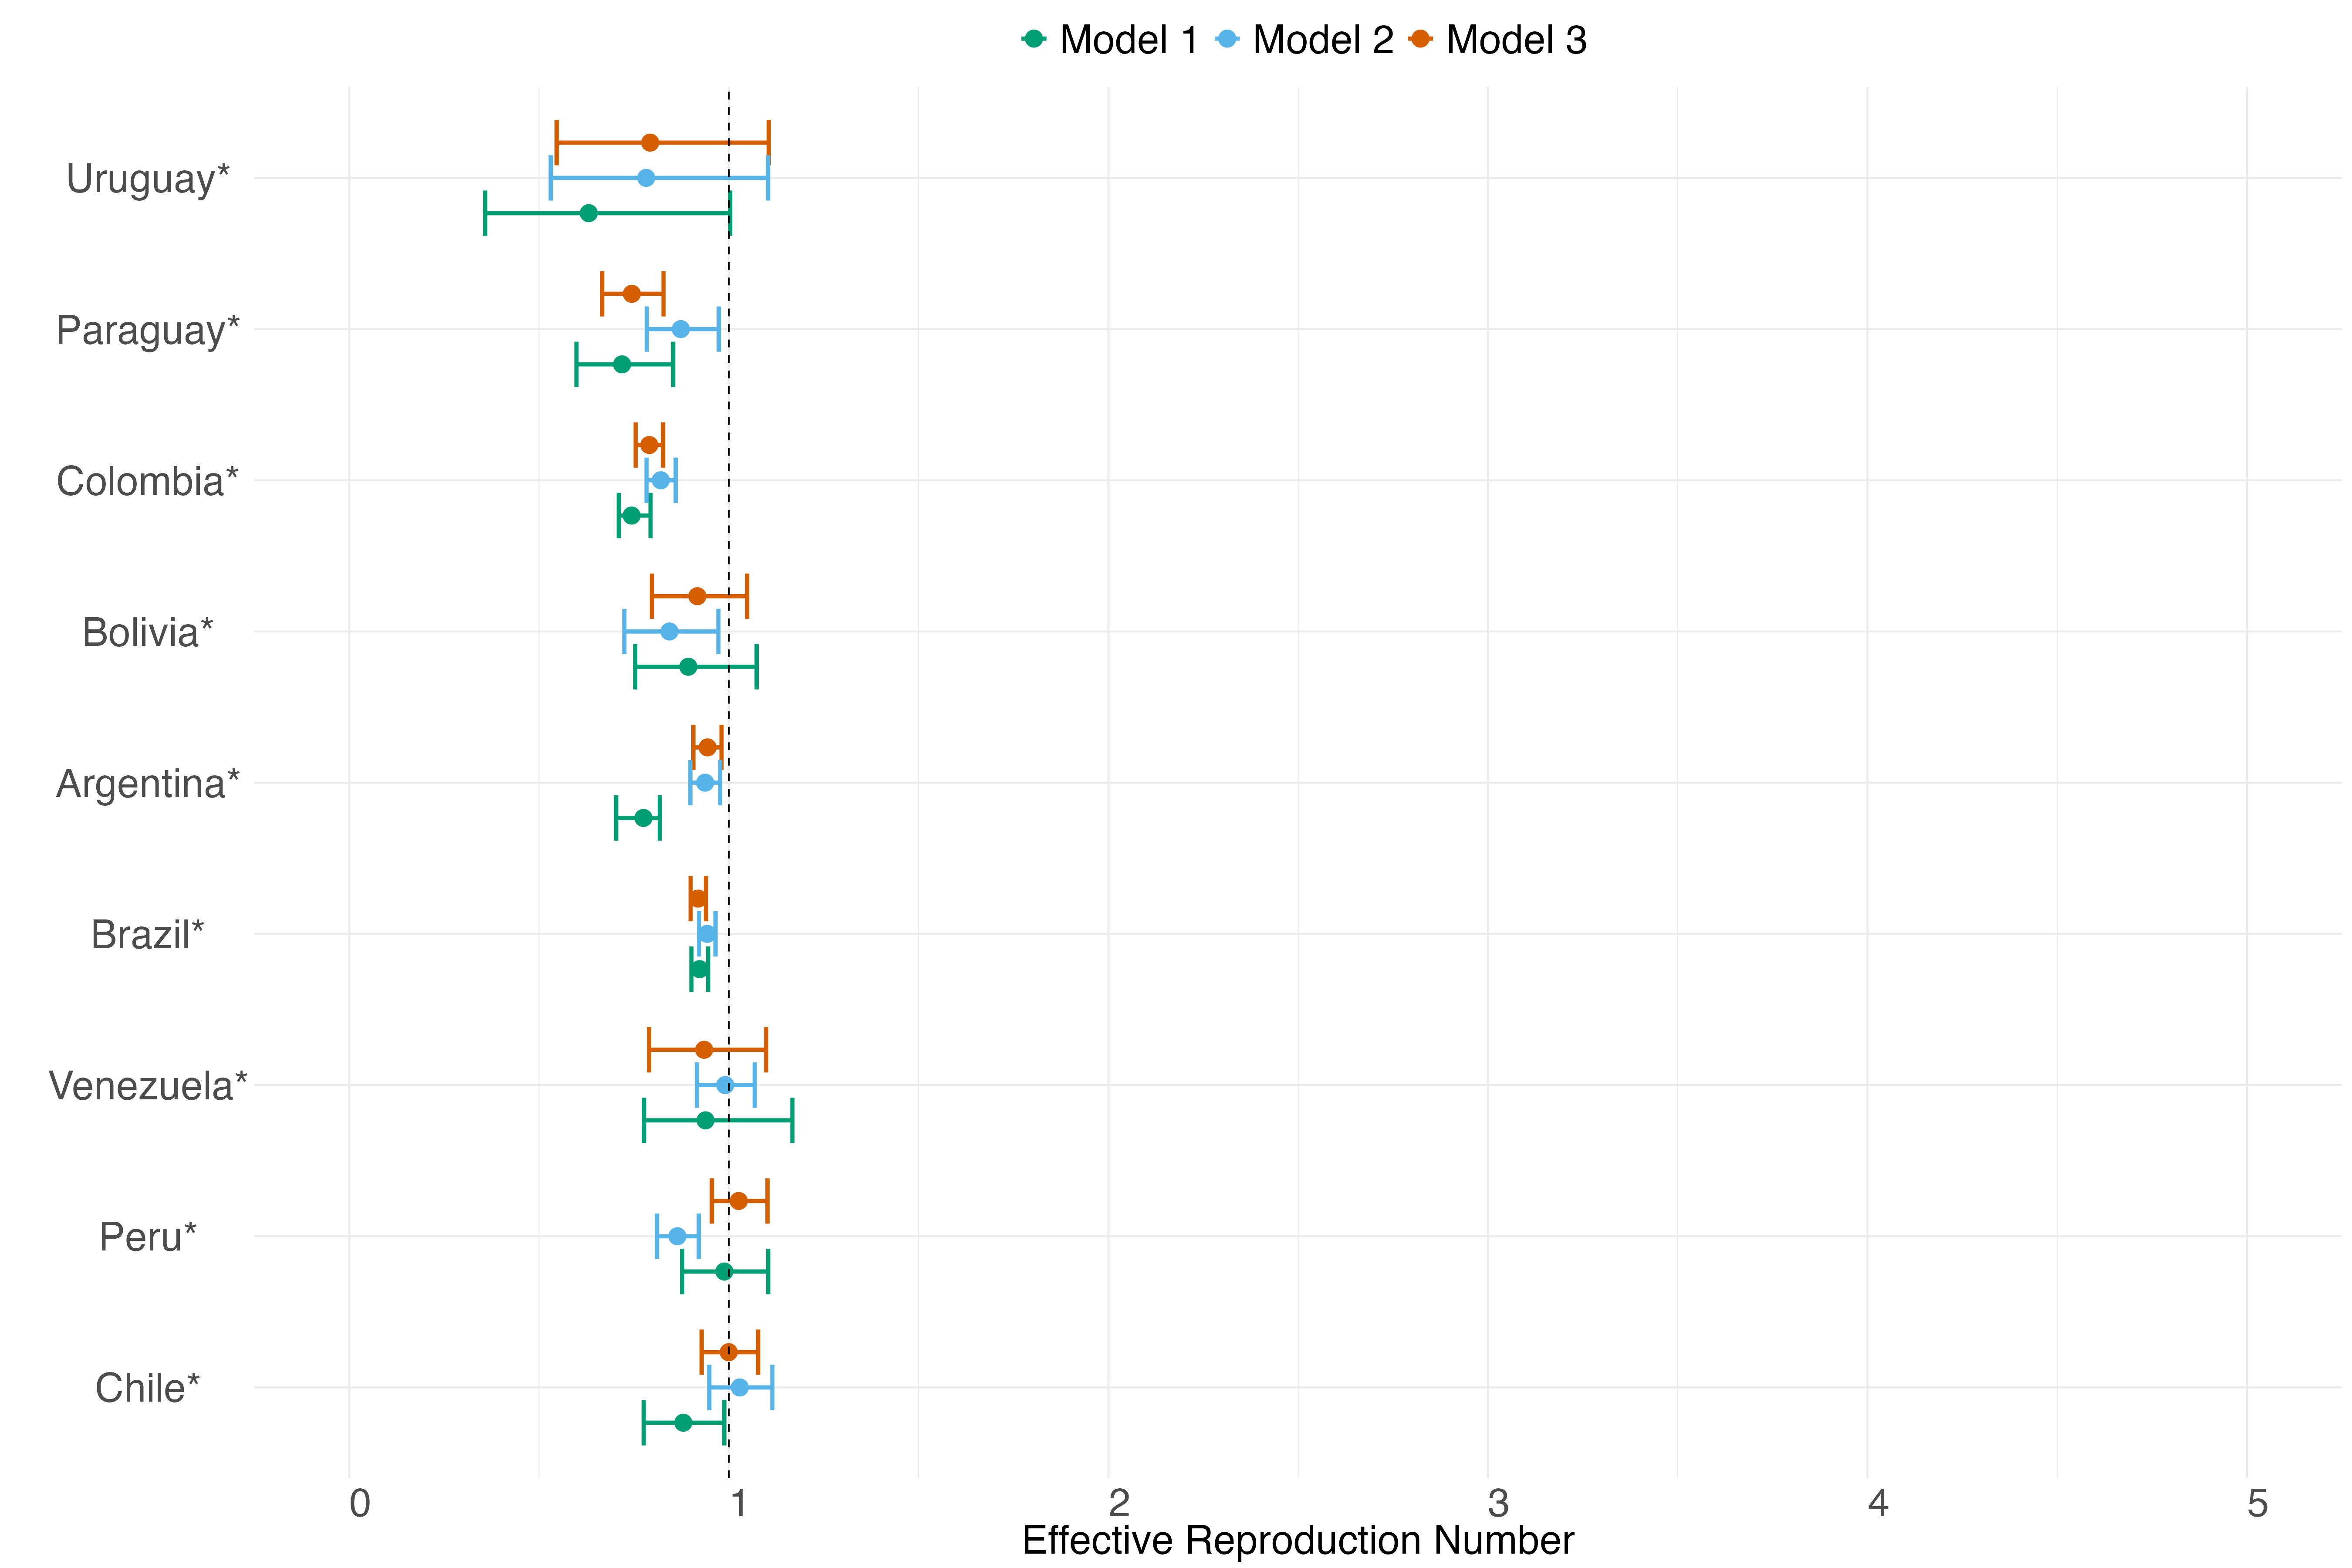 Model 1 Model 2 Model 3
Uruguay*
Paraguay*
Colombia*
Bolivia*
Argentina*
Brazil*
Venezuela*
Peru*
Chile*
0 1 2 3 4 5
Effective Reproduction Number